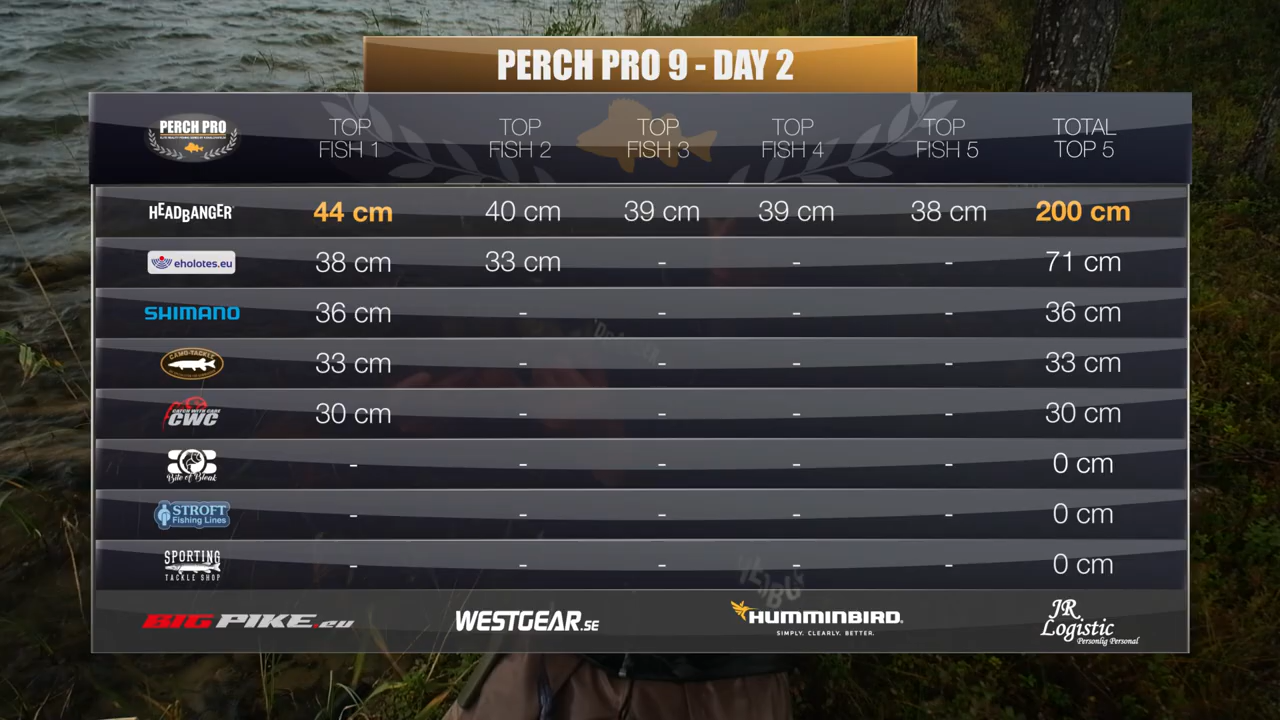 PERCH PRO 9 - DAY 2
PERCH PRO
TOP FISH 1
TOP FISH 2
TOP FISH 3
TOP FISH 4
TOP FISH 5
TOTAL TOP 5
HEADBANGER 44 cm 40 cm 39 cm 39 cm 38 cm 200 cm
eholotes.eu 38 cm 33 cm - - - 71 cm
SHIMANO 36 cm - - - - 36 cm
CAMO-TACKLE 33 cm - - - - 33 cm
CATCH WITH CARE
CWC 30 cm - - - - 30 cm
Bite of Bleak - - - - - 0 cm
STROFT
Fishing Lines - - - - - 0 cm
SPORTING
TACKLE SHOP - - - - - 0 cm
BIG PIKE.eu WESTGEAR.SE HUMMINBIRD JR Logistic
SIMPLY. CLEARLY. BETTER. Personlig Personal